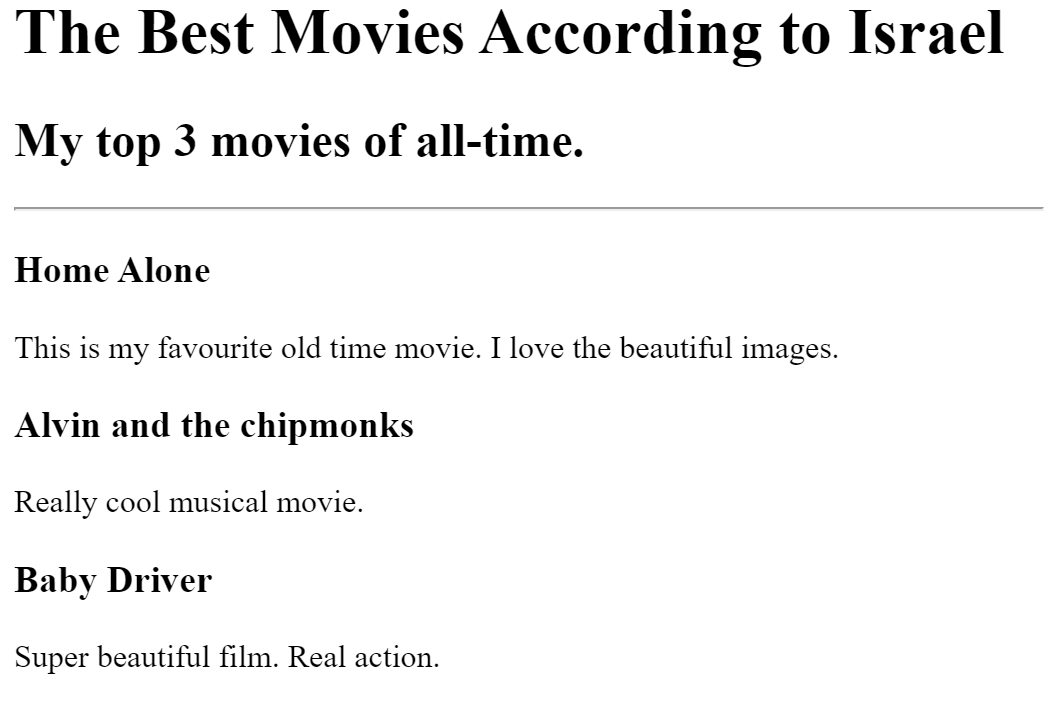 The Best Movies According to Israel
My top 3 movies of all-time.
Home Alone
This is my favourite old time movie. I love the beautiful images.
Alvin and the chipmonks
Really cool musical movie.
Baby Driver
Super beautiful film. Real action.